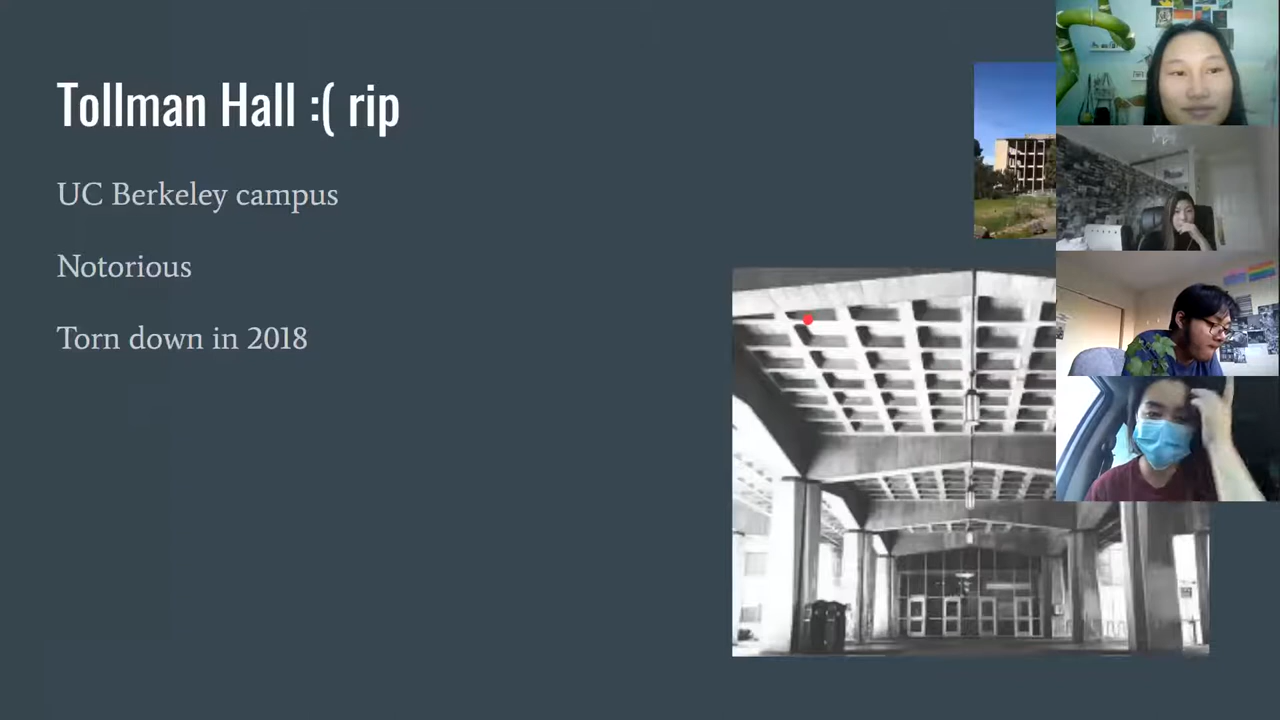 Tollman Hall :( rip
UC Berkeley campus
Notorious
Torn down in 2018